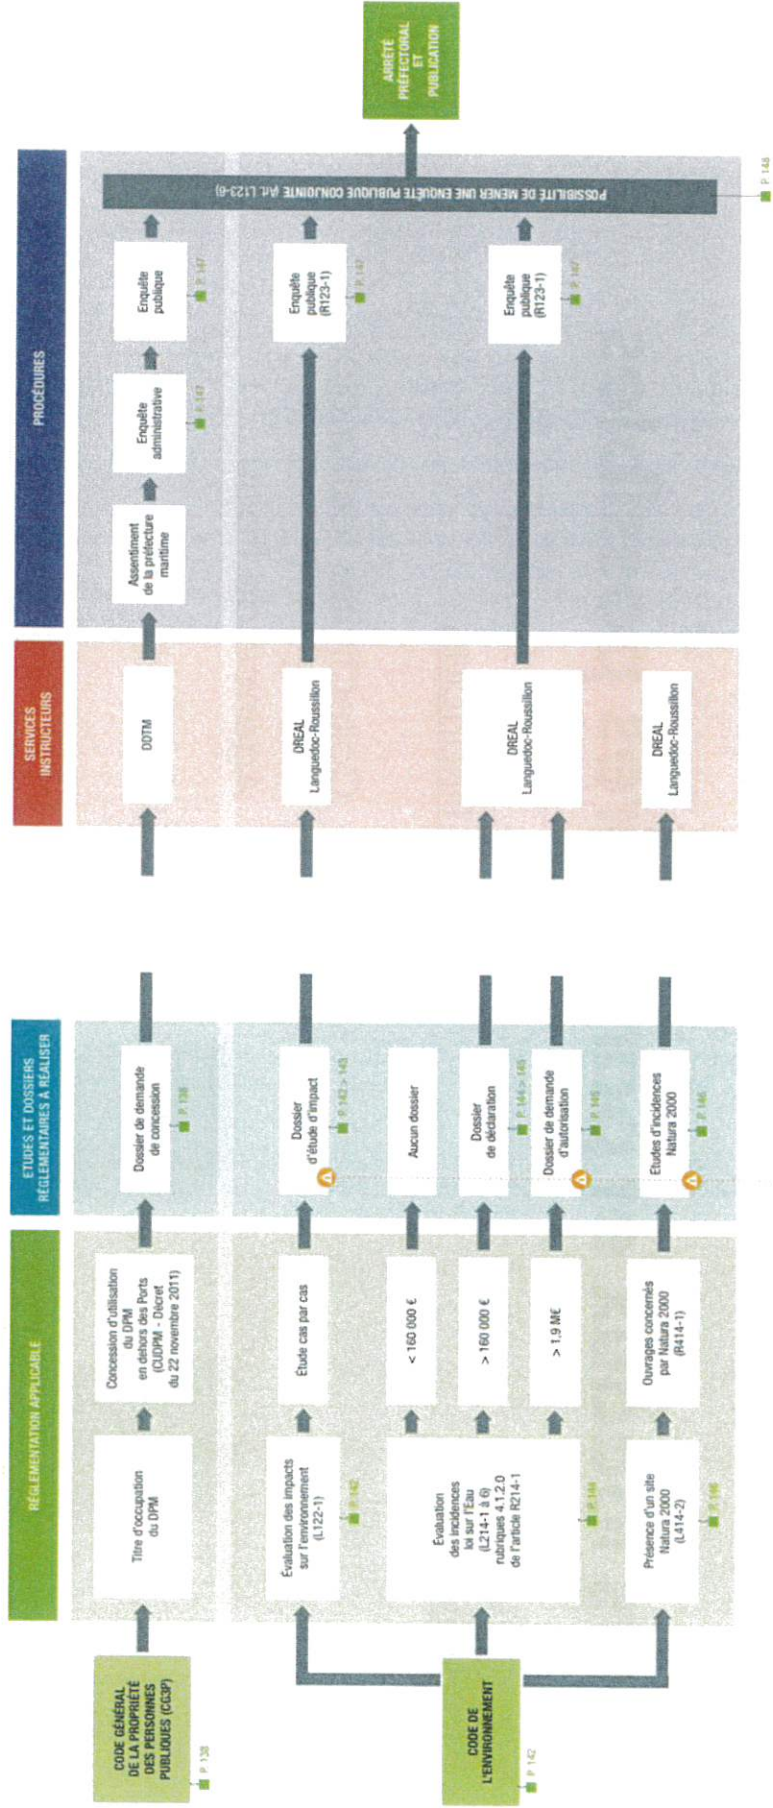 RÉGLEMENTATION APPLICABLE
ETUDES ET DOSSIERS
RÉGLEMENTAIRES À RÉALISER
SERVICES
INSTRUCTEURS
PROCÉDURES
CODE GÉNÉRAL
DE LA PROPRIÉTÉ
DES PERSONNES
PUBLIQUES (CG3P)
P. 138
Titre d'occupation
du DPM
Concession d'utilisation
du DPM
en dehors des Ports
(CUDPM - Décret
du 22 novembre 2011)
Dossier de demande
de concession
P. 138
DDTM
Assentiment
de la préfecture
maritime
Enquête
administrative
P. 147
Enquête
publique
P. 147
CODE DE
L'ENVIRONNEMENT
P. 142
Évaluation des impacts
sur l'environnement
(L122-1)
P. 142
Étude cas par cas
Dossier
d'étude d'impact
P. 142 > 143
DREAL
Languedoc-Roussillon
Enquête
publique
(R123-1)
P. 147
Évaluation
des incidences
loi sur l'Eau
(L214-1 à 6)
rubriques 4.1.2.0
de l'article R214-1
P. 144
< 160 000 €
Aucun dossier
> 160 000 €
Dossier
de déclaration
P. 144 > 145
> 1,9 M€
Dossier de demande
d'autorisation
P. 145
DREAL
Languedoc-Roussillon
Enquête
publique
(R123-1)
P. 147
Présence d'un site
Natura 2000
(L414-2)
P. 146
Ouvrages concernés
par Natura 2000
(R414-1)
Etudes d'incidences
Natura 2000
P. 146
DREAL
Languedoc-Roussillon
POSSIBILITÉ DE MENER UNE ENQUÊTE PUBLIQUE CONJOINTE (Art. L123-6)
P. 148
ARRÊTÉ
PRÉFECTORAL
ET
PUBLICATION